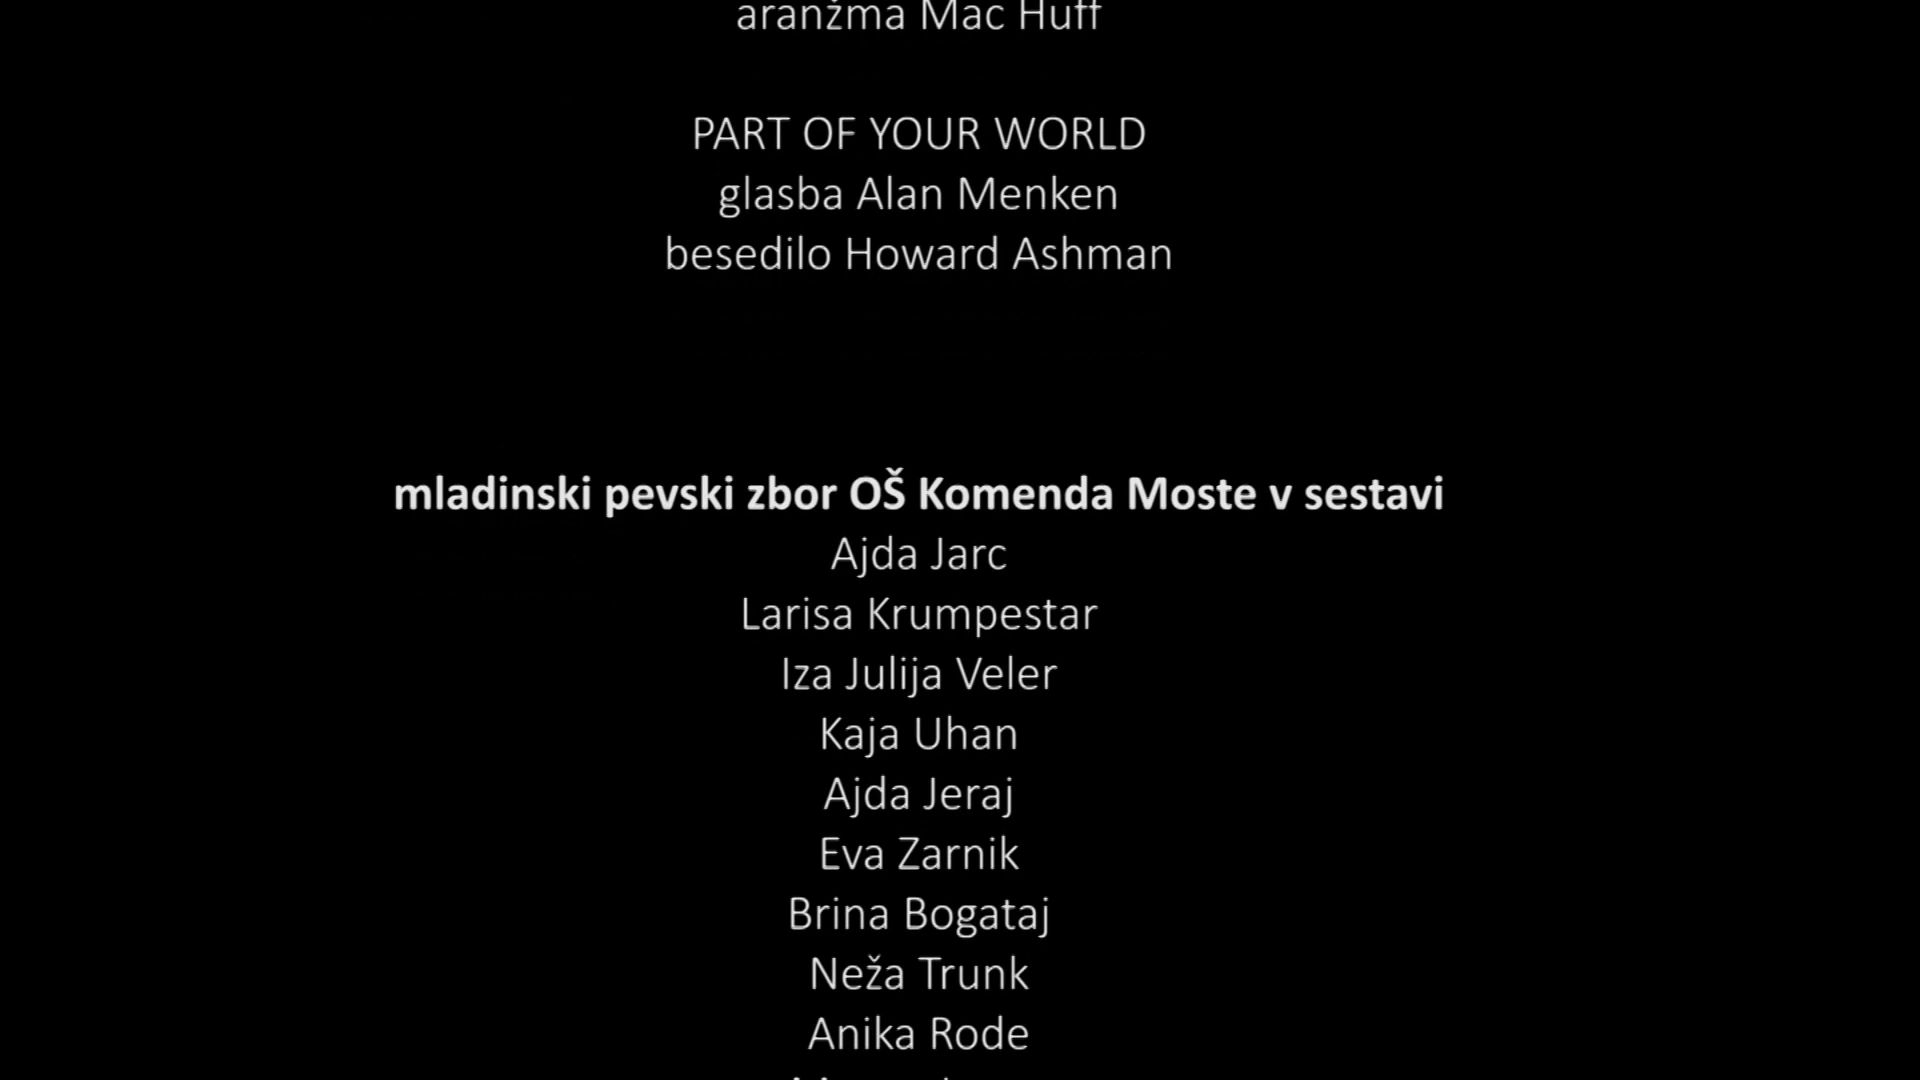 aranžma Mac Huff
PART OF YOUR WORLD
glasba Alan Menken
besedilo Howard Ashman
mladinski pevski zbor OŠ Komenda Moste v sestavi
Ajda Jarc
Larisa Krumpestar
Iza Julija Veler
Kaja Uhan
Ajda Jeraj
Eva Zarnik
Brina Bogataj
Neža Trunk
Anika Rode